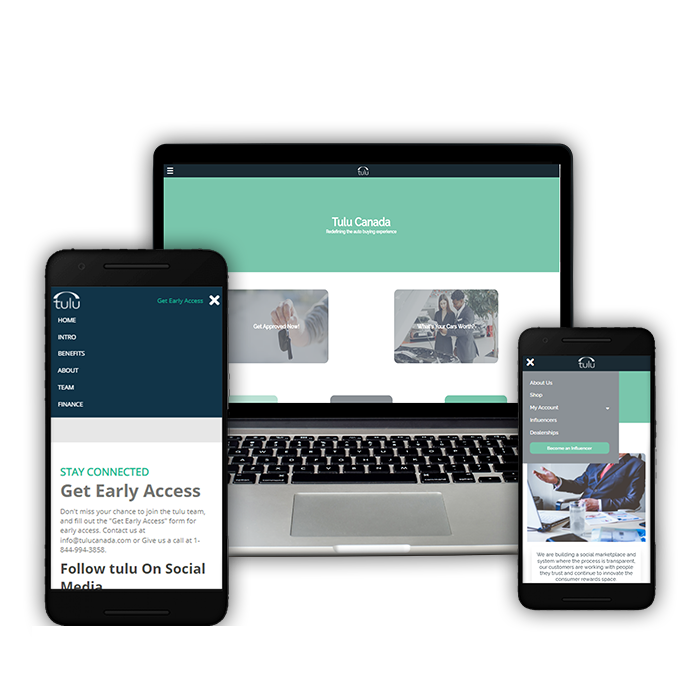 tulu
Tulu Canada
Redefining the auto buying experience
Get Approved Now!
What's Your Cars Worth?
tulu
Get Early Access
HOME
INTRO
BENEFITS
ABOUT
TEAM
FINANCE
STAY CONNECTED
Get Early Access
Don't miss your chance to join the tulu team,
and fill out the "Get Early Access" form for
early access. Contact us at
info@tulucanada.com or Give us a call at 1-
844-994-3858.
Follow tulu On Social
Media
tulu
About Us
Shop
My Account
Influencers
Dealerships
Become an Influencer
We are building a social marketplace and
system where the process is transparent,
our customers are working with people
they trust and continue to innovate the
consumer rewards space